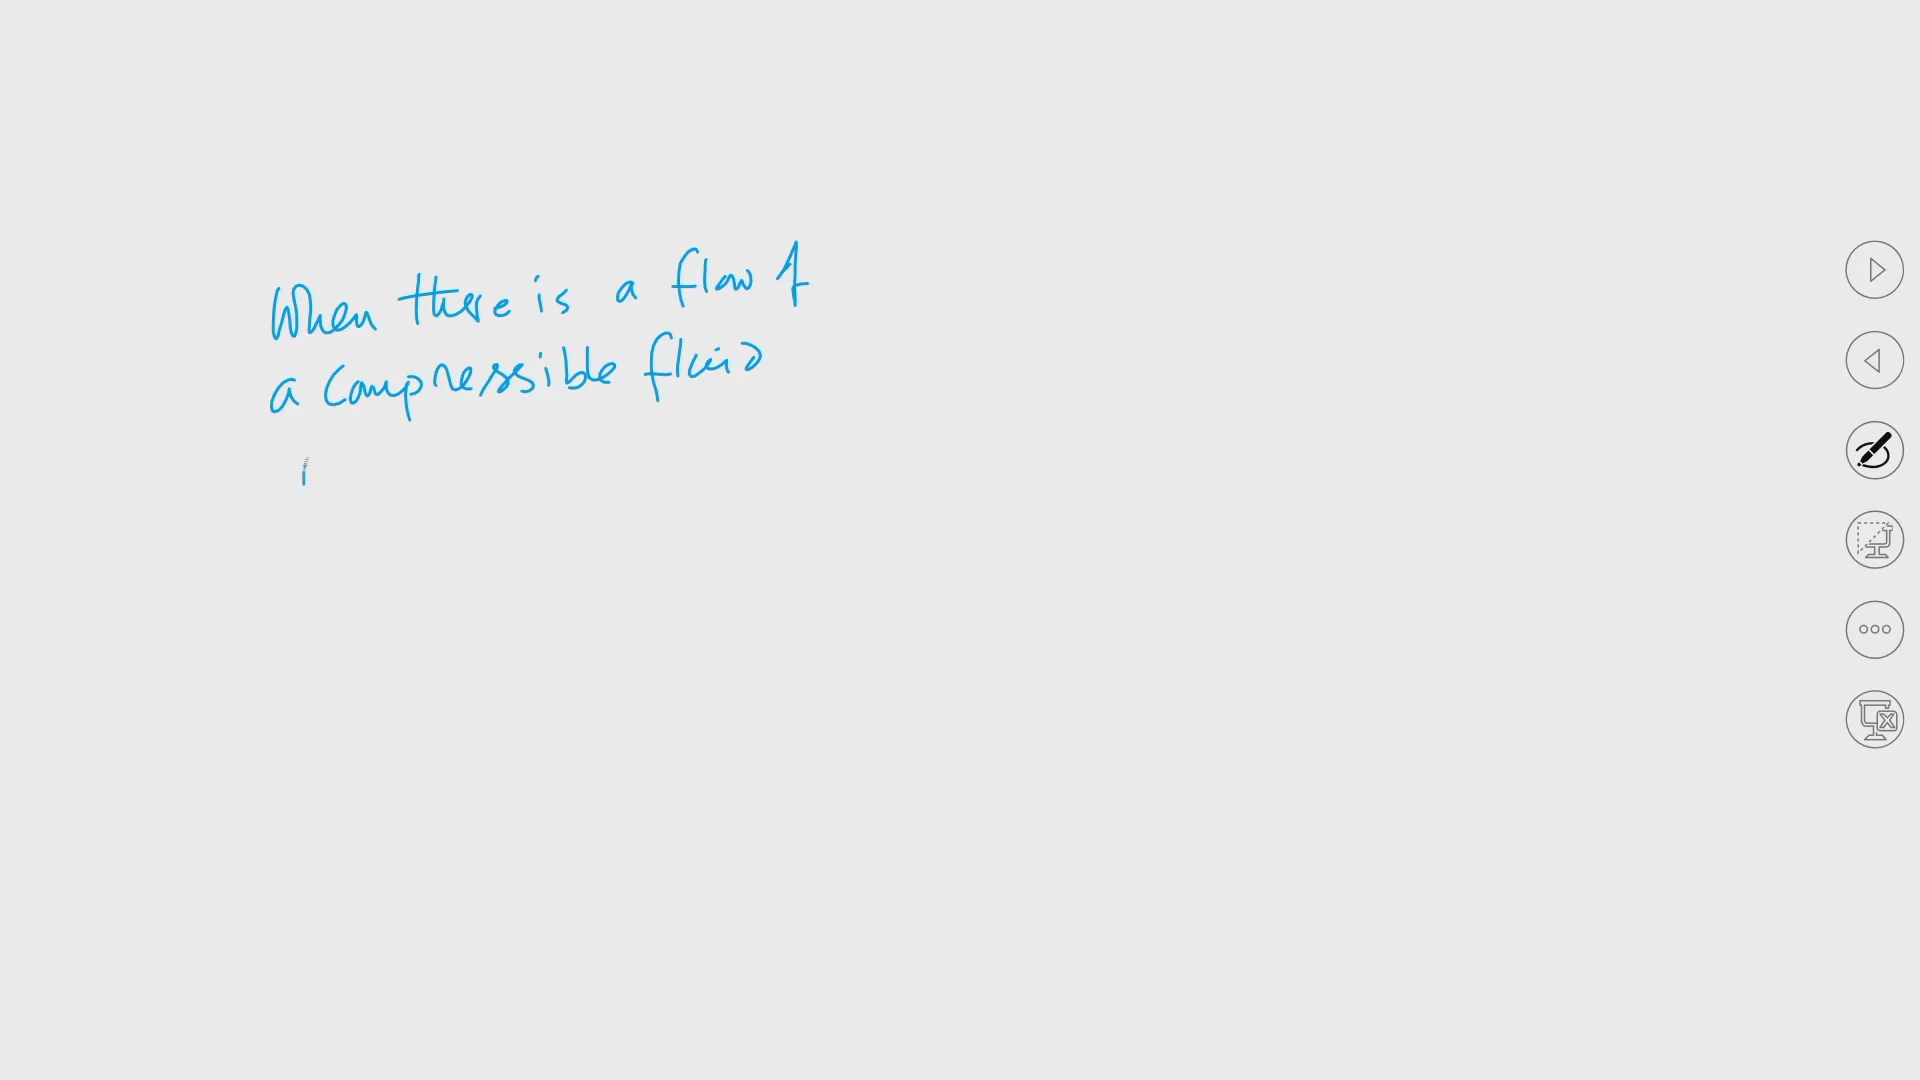 When there is a flow of
a compressible fluid